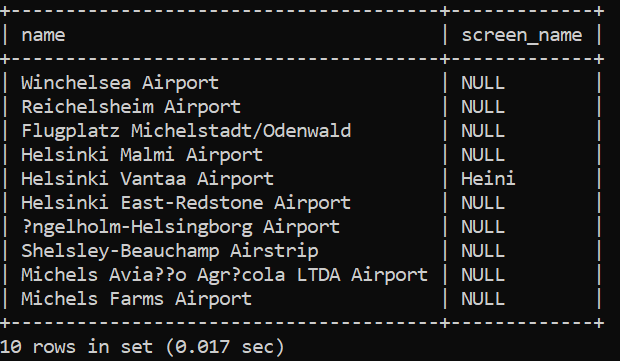 +---------------------------------------+-------------+
| name                                  | screen_name |
+---------------------------------------+-------------+
| Winchelsea Airport                    | NULL        |
| Reichelsheim Airport                  | NULL        |
| Flugplatz Michelstadt/Odenwald        | NULL        |
| Helsinki Malmi Airport                | NULL        |
| Helsinki Vantaa Airport               | Heini       |
| Helsinki East-Redstone Airport        | NULL        |
| ?ngelholm-Helsingborg Airport         | NULL        |
| Shelsley-Beauchamp Airstrip           | NULL        |
| Michels Avia??o Agr?cola LTDA Airport | NULL        |
| Michels Farms Airport                 | NULL        |
+---------------------------------------+-------------+
10 rows in set (0.017 sec)